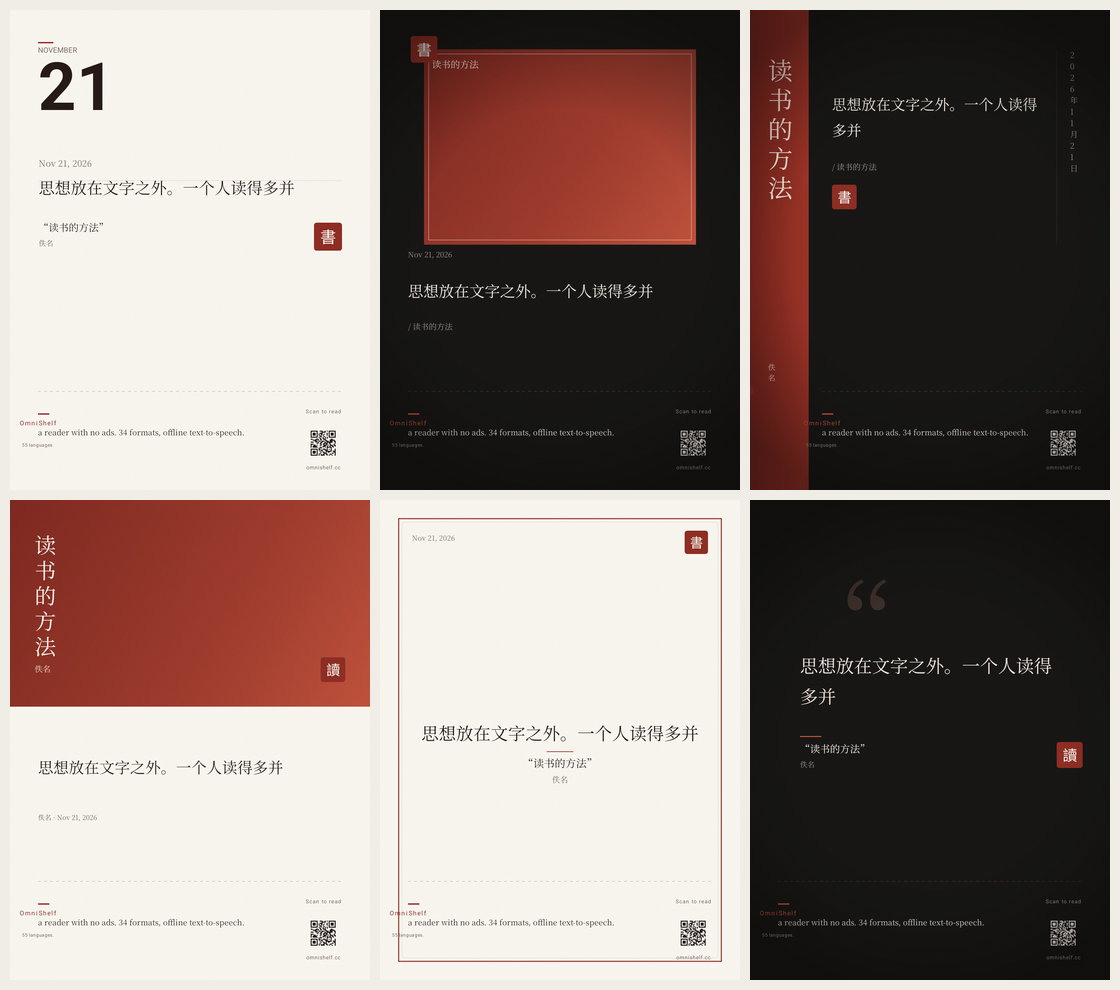 NOVEMBER
21
Nov 21, 2026
思想放在文字之外。一个人读得多并
“读书的方法”
佚名
書
Scan to read
OmniShelf
a reader with no ads. 34 formats, offline text-to-speech.
55 languages.
omnishelf.cc
書
读书的方法
Nov 21, 2026
思想放在文字之外。一个人读得多并
/ 读书的方法
Scan to read
OmniShelf
a reader with no ads. 34 formats, offline text-to-speech.
55 languages.
omnishelf.cc
读书的方法
佚名
思想放在文字之外。一个人读得
多并
/ 读书的方法
書
2026年11月21日
Scan to read
OmniShelf
a reader with no ads. 34 formats, offline text-to-speech.
55 languages.
omnishelf.cc
读书的方法
佚名
讀
思想放在文字之外。一个人读得多并
佚名 · Nov 21, 2026
Scan to read
OmniShelf
a reader with no ads. 34 formats, offline text-to-speech.
55 languages.
omnishelf.cc
Nov 21, 2026
書
思想放在文字之外。一个人读得多并
“读书的方法”
佚名
Scan to read
OmniShelf
a reader with no ads. 34 formats, offline text-to-speech.
55 languages.
omnishelf.cc
“
思想放在文字之外。一个人读得
多并
“读书的方法”
佚名
讀
Scan to read
OmniShelf
a reader with no ads. 34 formats, offline text-to-speech.
55 languages.
omnishelf.cc